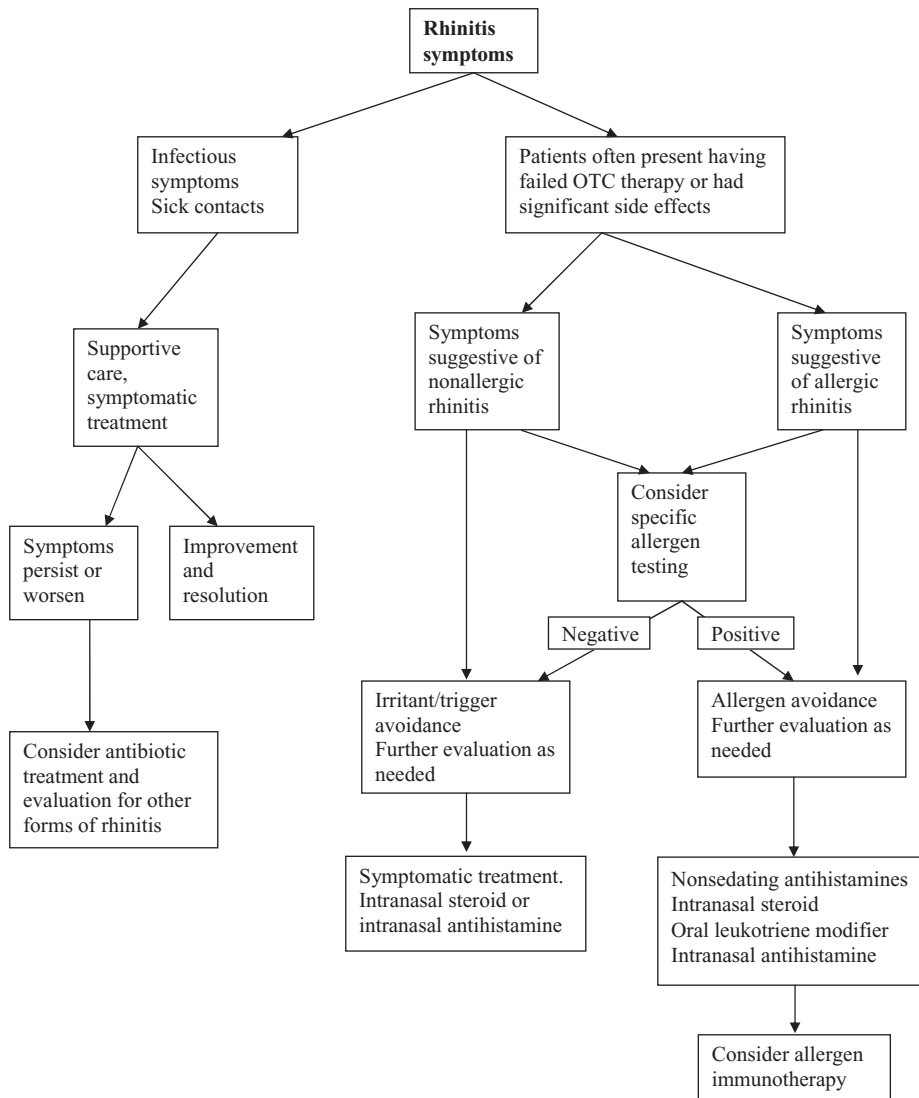 Rhinitis
symptoms
Infectious
symptoms
Sick contacts
Patients often present having
failed OTC therapy or had
significant side effects
Supportive
care,
symptomatic
treatment
Symptoms
suggestive of
nonallergic
rhinitis
Symptoms
suggestive
of allergic
rhinitis
Symptoms
persist or
worsen
Improvement
and
resolution
Consider
specific
allergen
testing
Negative
Positive
Consider antibiotic
treatment and
evaluation for other
forms of rhinitis
Irritant/trigger
avoidance
Further evaluation as
needed
Allergen avoidance
Further evaluation as
needed
Symptomatic treatment.
Intranasal steroid or
intranasal antihistamine
Nonsedating antihistamines
Intranasal steroid
Oral leukotriene modifier
Intranasal antihistamine
Consider allergen
immunotherapy